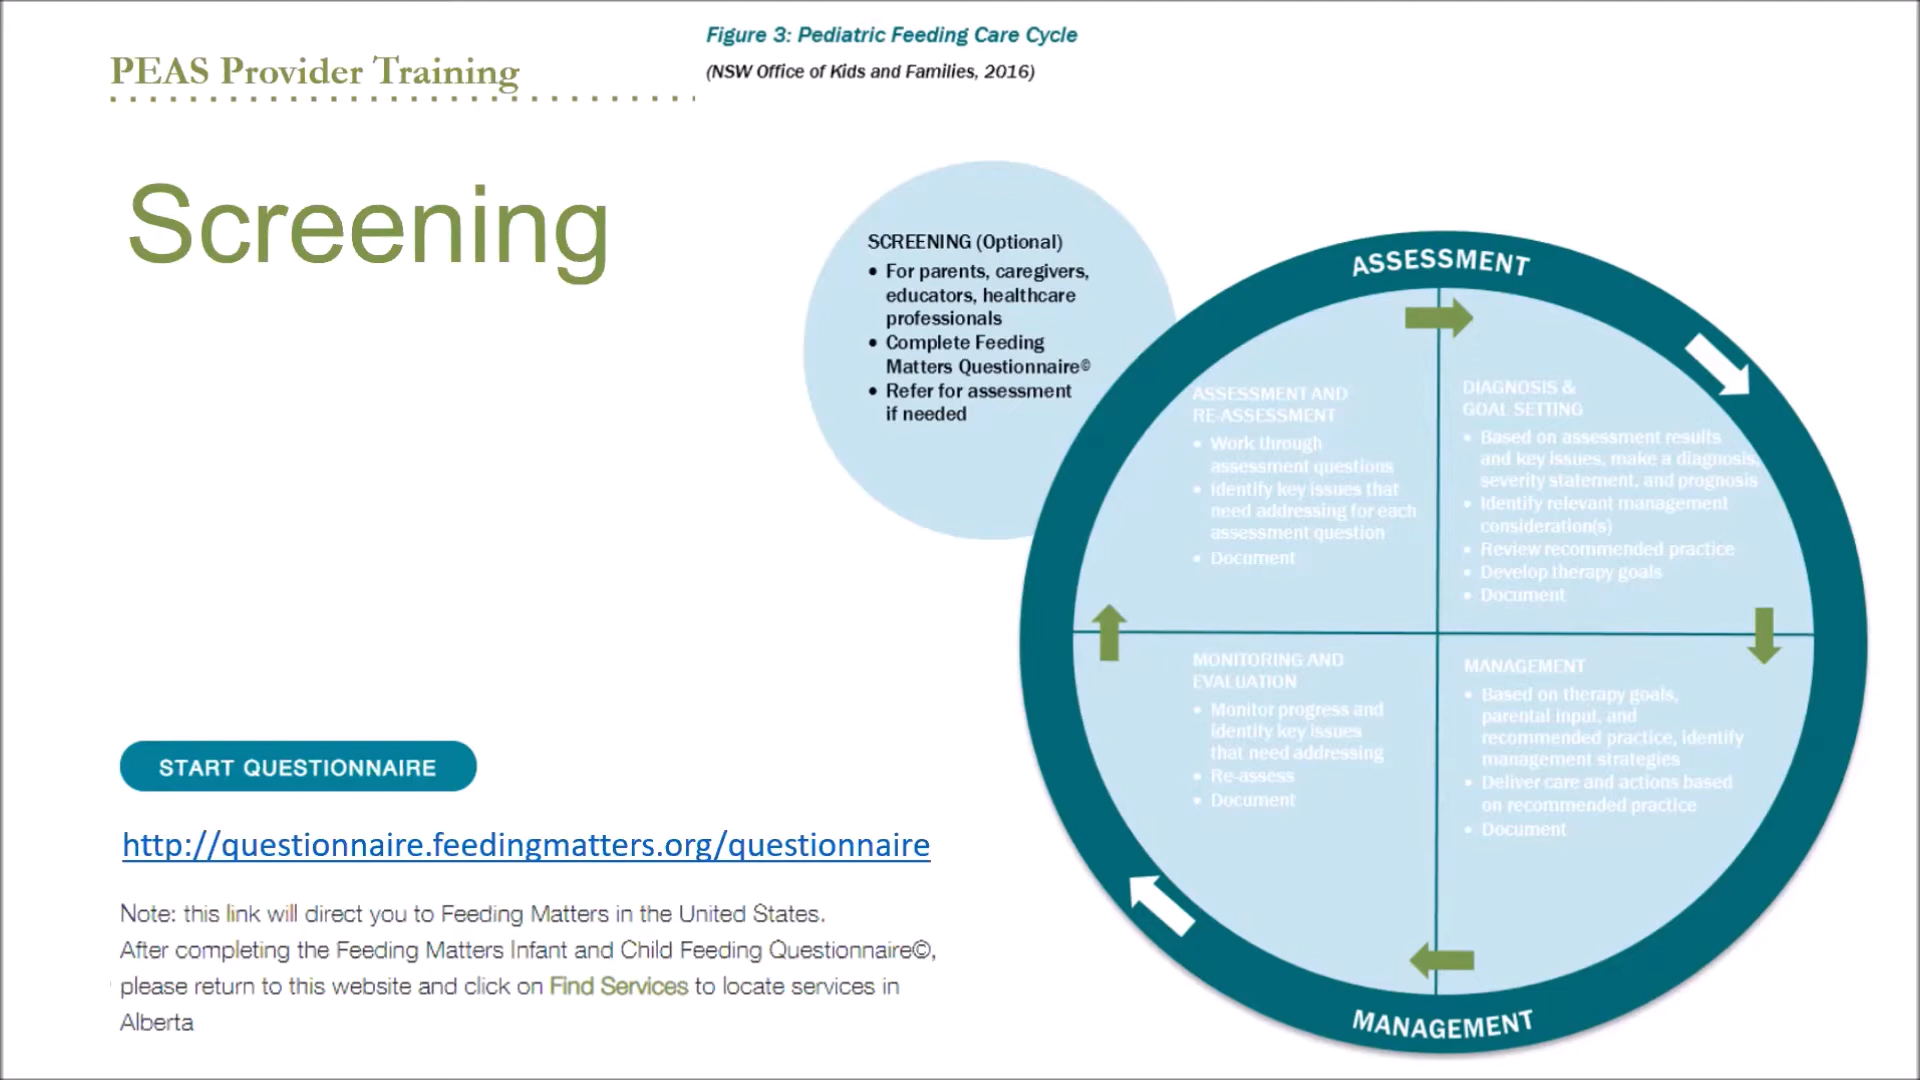 PEAS Provider Training
Figure 3: Pediatric Feeding Care Cycle
(NSW Office of Kids and Families, 2016)
Screening
SCREENING (Optional)
• For parents, caregivers,
educators, healthcare
professionals
• Complete Feeding
Matters Questionnaire©
• Refer for assessment
if needed
ASSESSMENT
ASSESSMENT AND
RE-ASSESSMENT
• Work through
assessment questions
• Identify key issues that
need addressing for each
assessment question
• Document
DIAGNOSIS &
GOAL SETTING
• Based on assessment results
and key issues, make a diagnosis,
severity statement, and prognosis
• Identify relevant management
consideration(s)
• Review recommended practice
• Develop therapy goals
• Document
MONITORING AND
EVALUATION
• Monitor progress and
identify key issues
that need addressing
• Re-assess
• Document
MANAGEMENT
• Based on therapy goals,
parental input, and
recommended practice, identify
management strategies
• Deliver care and actions based
on recommended practice
• Document
MANAGEMENT
START QUESTIONNAIRE
http://questionnaire.feedingmatters.org/questionnaire
Note: this link will direct you to Feeding Matters in the United States.
After completing the Feeding Matters Infant and Child Feeding Questionnaire©,
please return to this website and click on Find Services to locate services in
Alberta